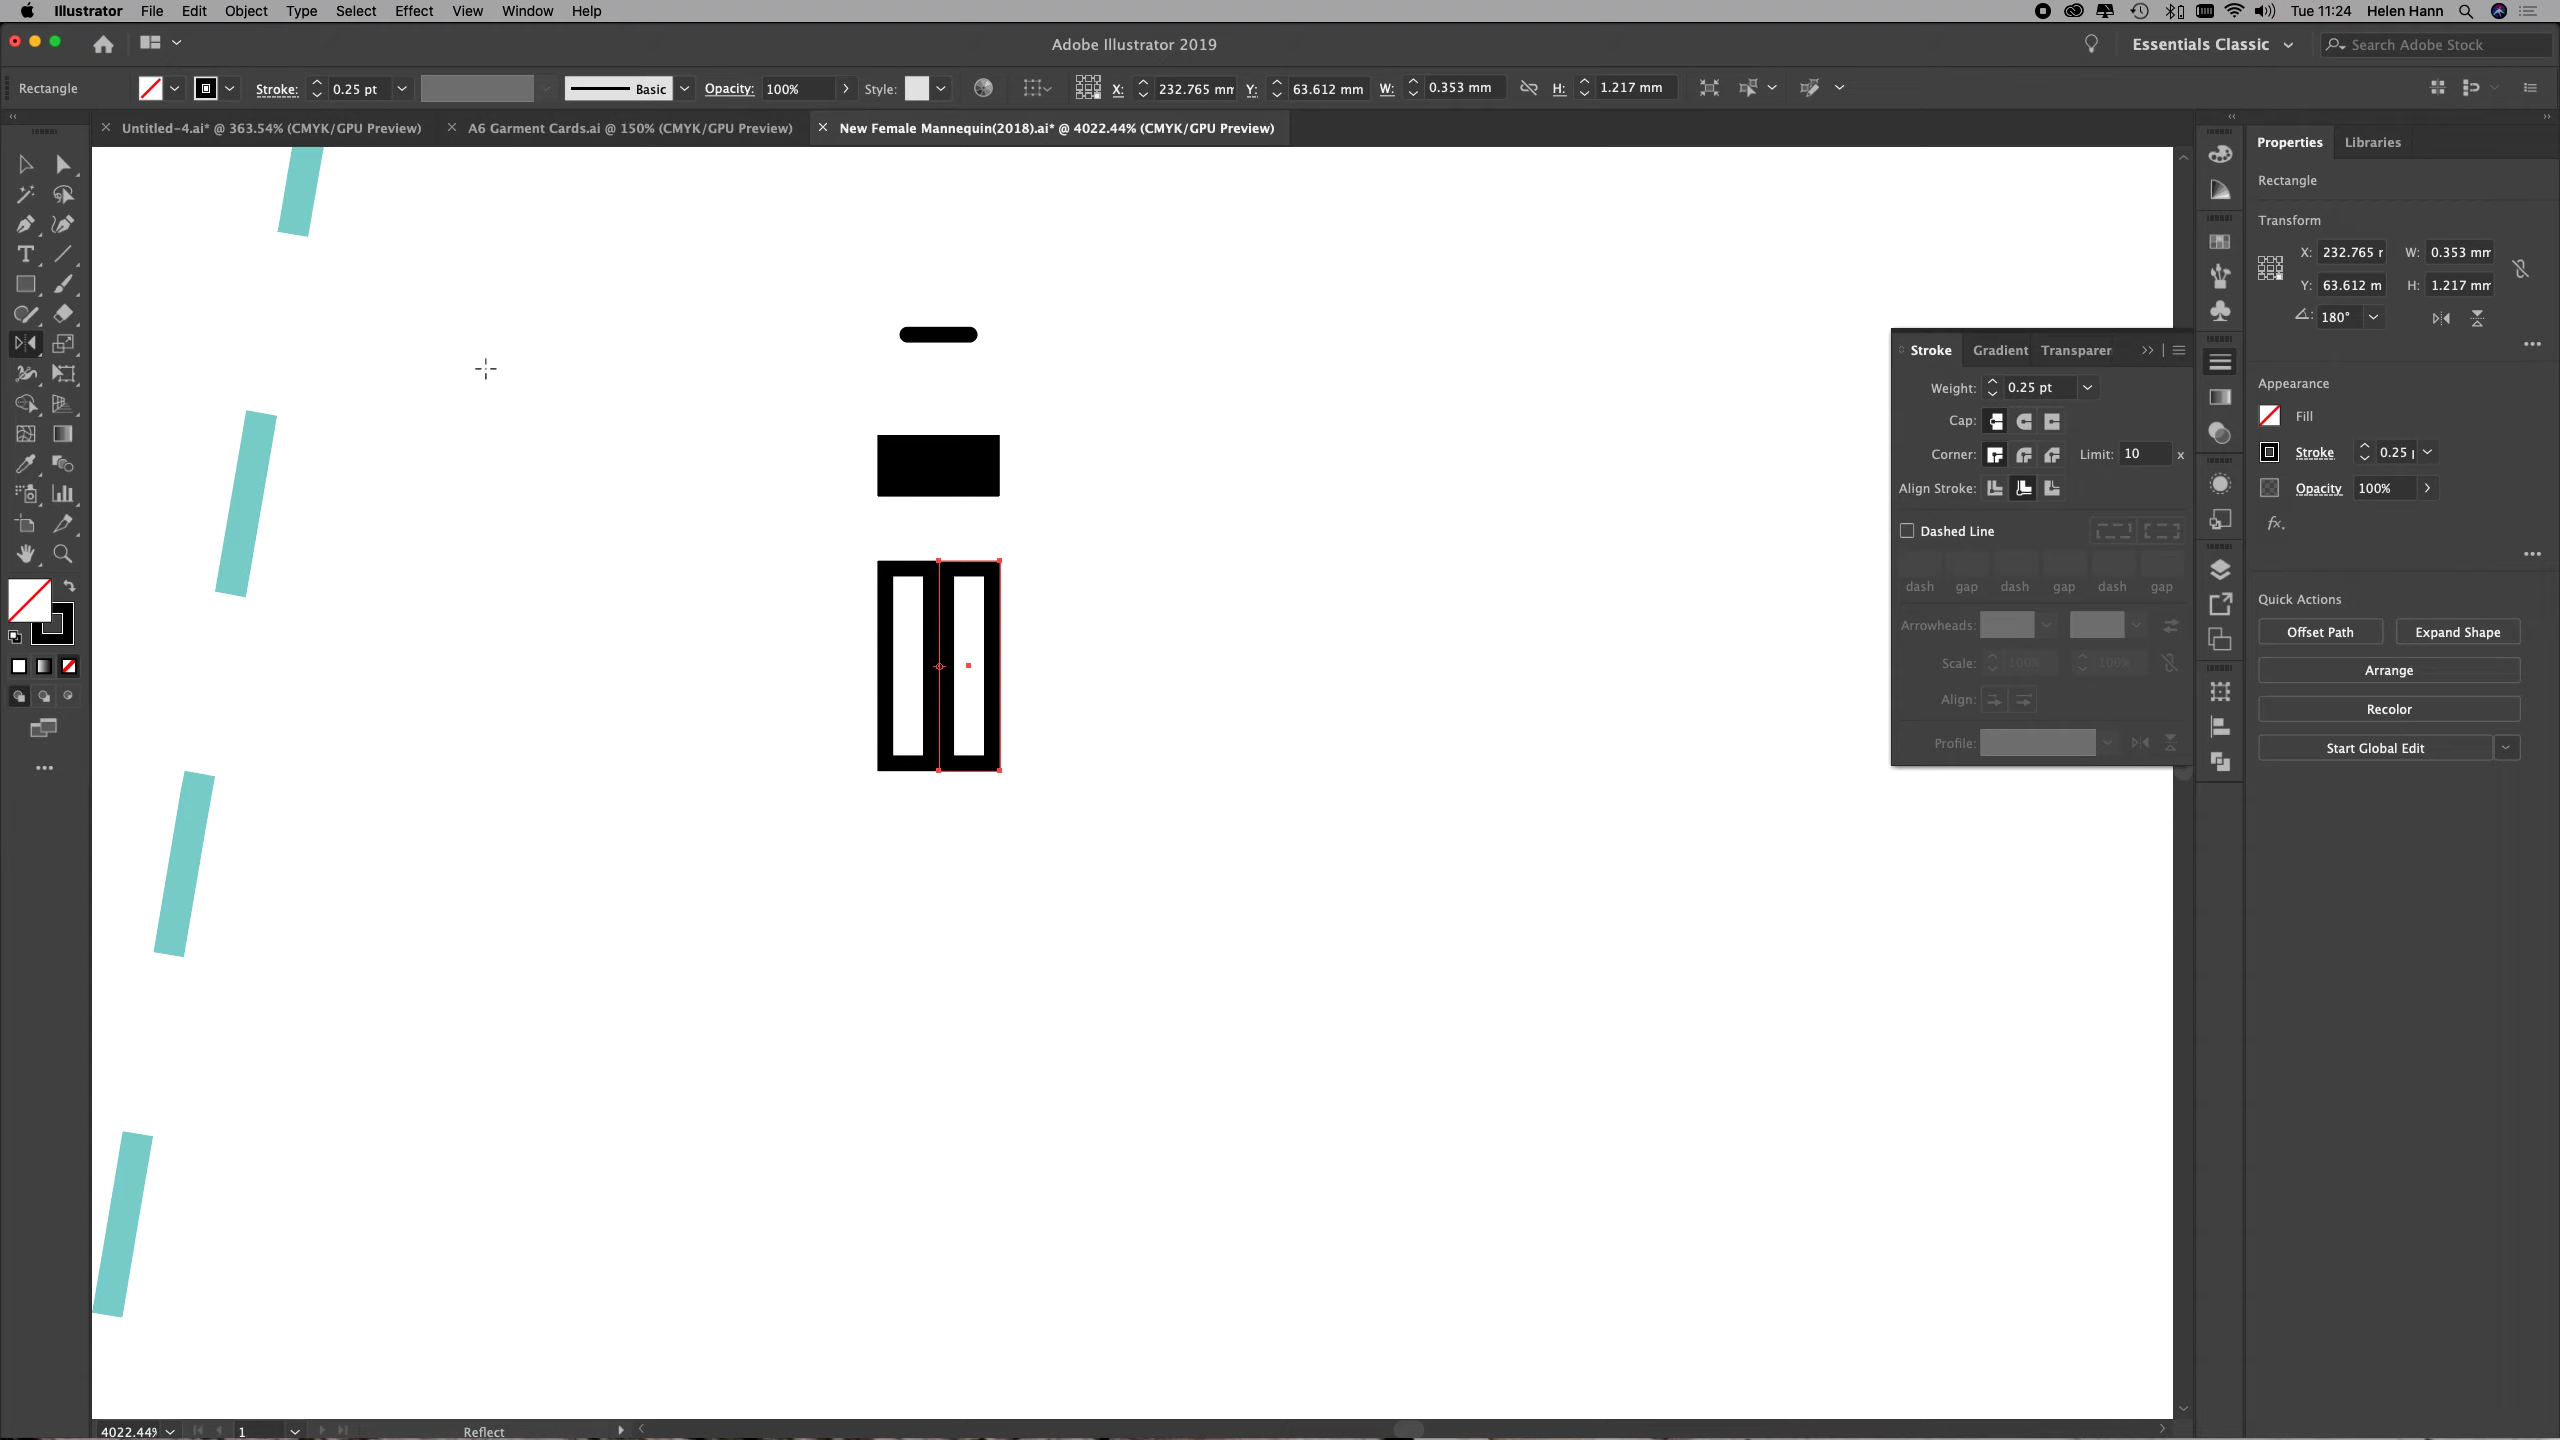 Illustrator File Edit Object Type Select Effect View Window Help
Tue 11:24 Helen Hann
Adobe Illustrator 2019
Essentials Classic
Search Adobe Stock
Rectangle
Stroke: 0.25 pt
Basic
Opacity: 100%
Style:
X: 232.765 mm
Y: 63.612 mm
W: 0.353 mm
H: 1.217 mm
Untitled-4.ai* @ 363.54% (CMYK/GPU Preview)
A6 Garment Cards.ai @ 150% (CMYK/GPU Preview)
New Female Mannequin(2018).ai* @ 4022.44% (CMYK/GPU Preview)
Properties Libraries
Rectangle
Transform
X: 232.765 W: 0.353 mm
Y: 63.612 m H: 1.217 mm
180°
Appearance
Fill
Stroke 0.25
Opacity 100%
fx.
Quick Actions
Offset Path Expand Shape
Arrange
Recolor
Start Global Edit
Stroke Gradient Transparer
Weight: 0.25 pt
Cap:
Corner: Limit: 10 x
Align Stroke:
Dashed Line
dash gap dash gap dash gap
Arrowheads:
Scale: 100% 100%
Align:
Profile:
4022.44% 1 Reflect